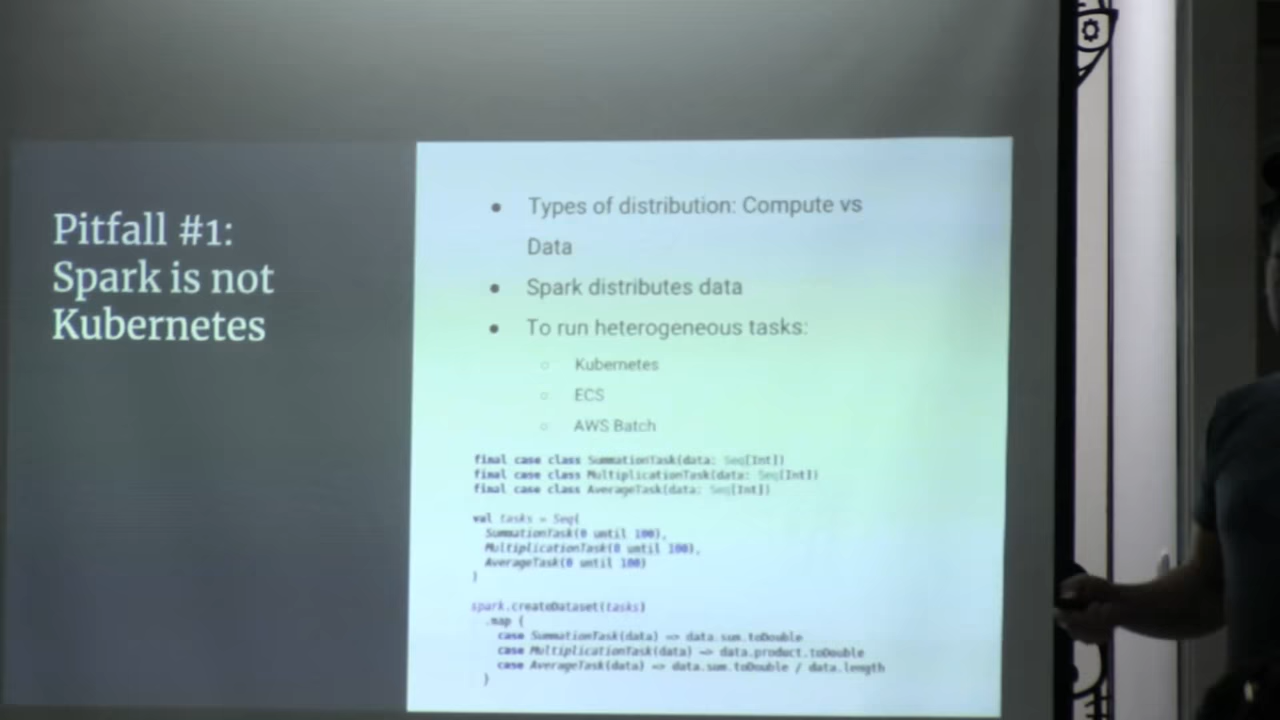 Pitfall #1:
Spark is not
Kubernetes
• Types of distribution: Compute vs
Data
• Spark distributes data
• To run heterogeneous tasks:
○ Kubernetes
○ ECS
○ AWS Batch
final case class SummationTask(data: Seq[Int])
final case class MultiplicationTask(data: Seq[Int])
final case class AverageTask(data: Seq[Int])
val tasks = Seq(
SummationTask(0 until 100),
MultiplicationTask(0 until 100),
AverageTask(0 until 100)
)
spark.createDataset(tasks)
.map {
case SummationTask(data) => data.sum.toDouble
case MultiplicationTask(data) => data.product.toDouble
case AverageTask(data) => data.sum.toDouble / data.length
}